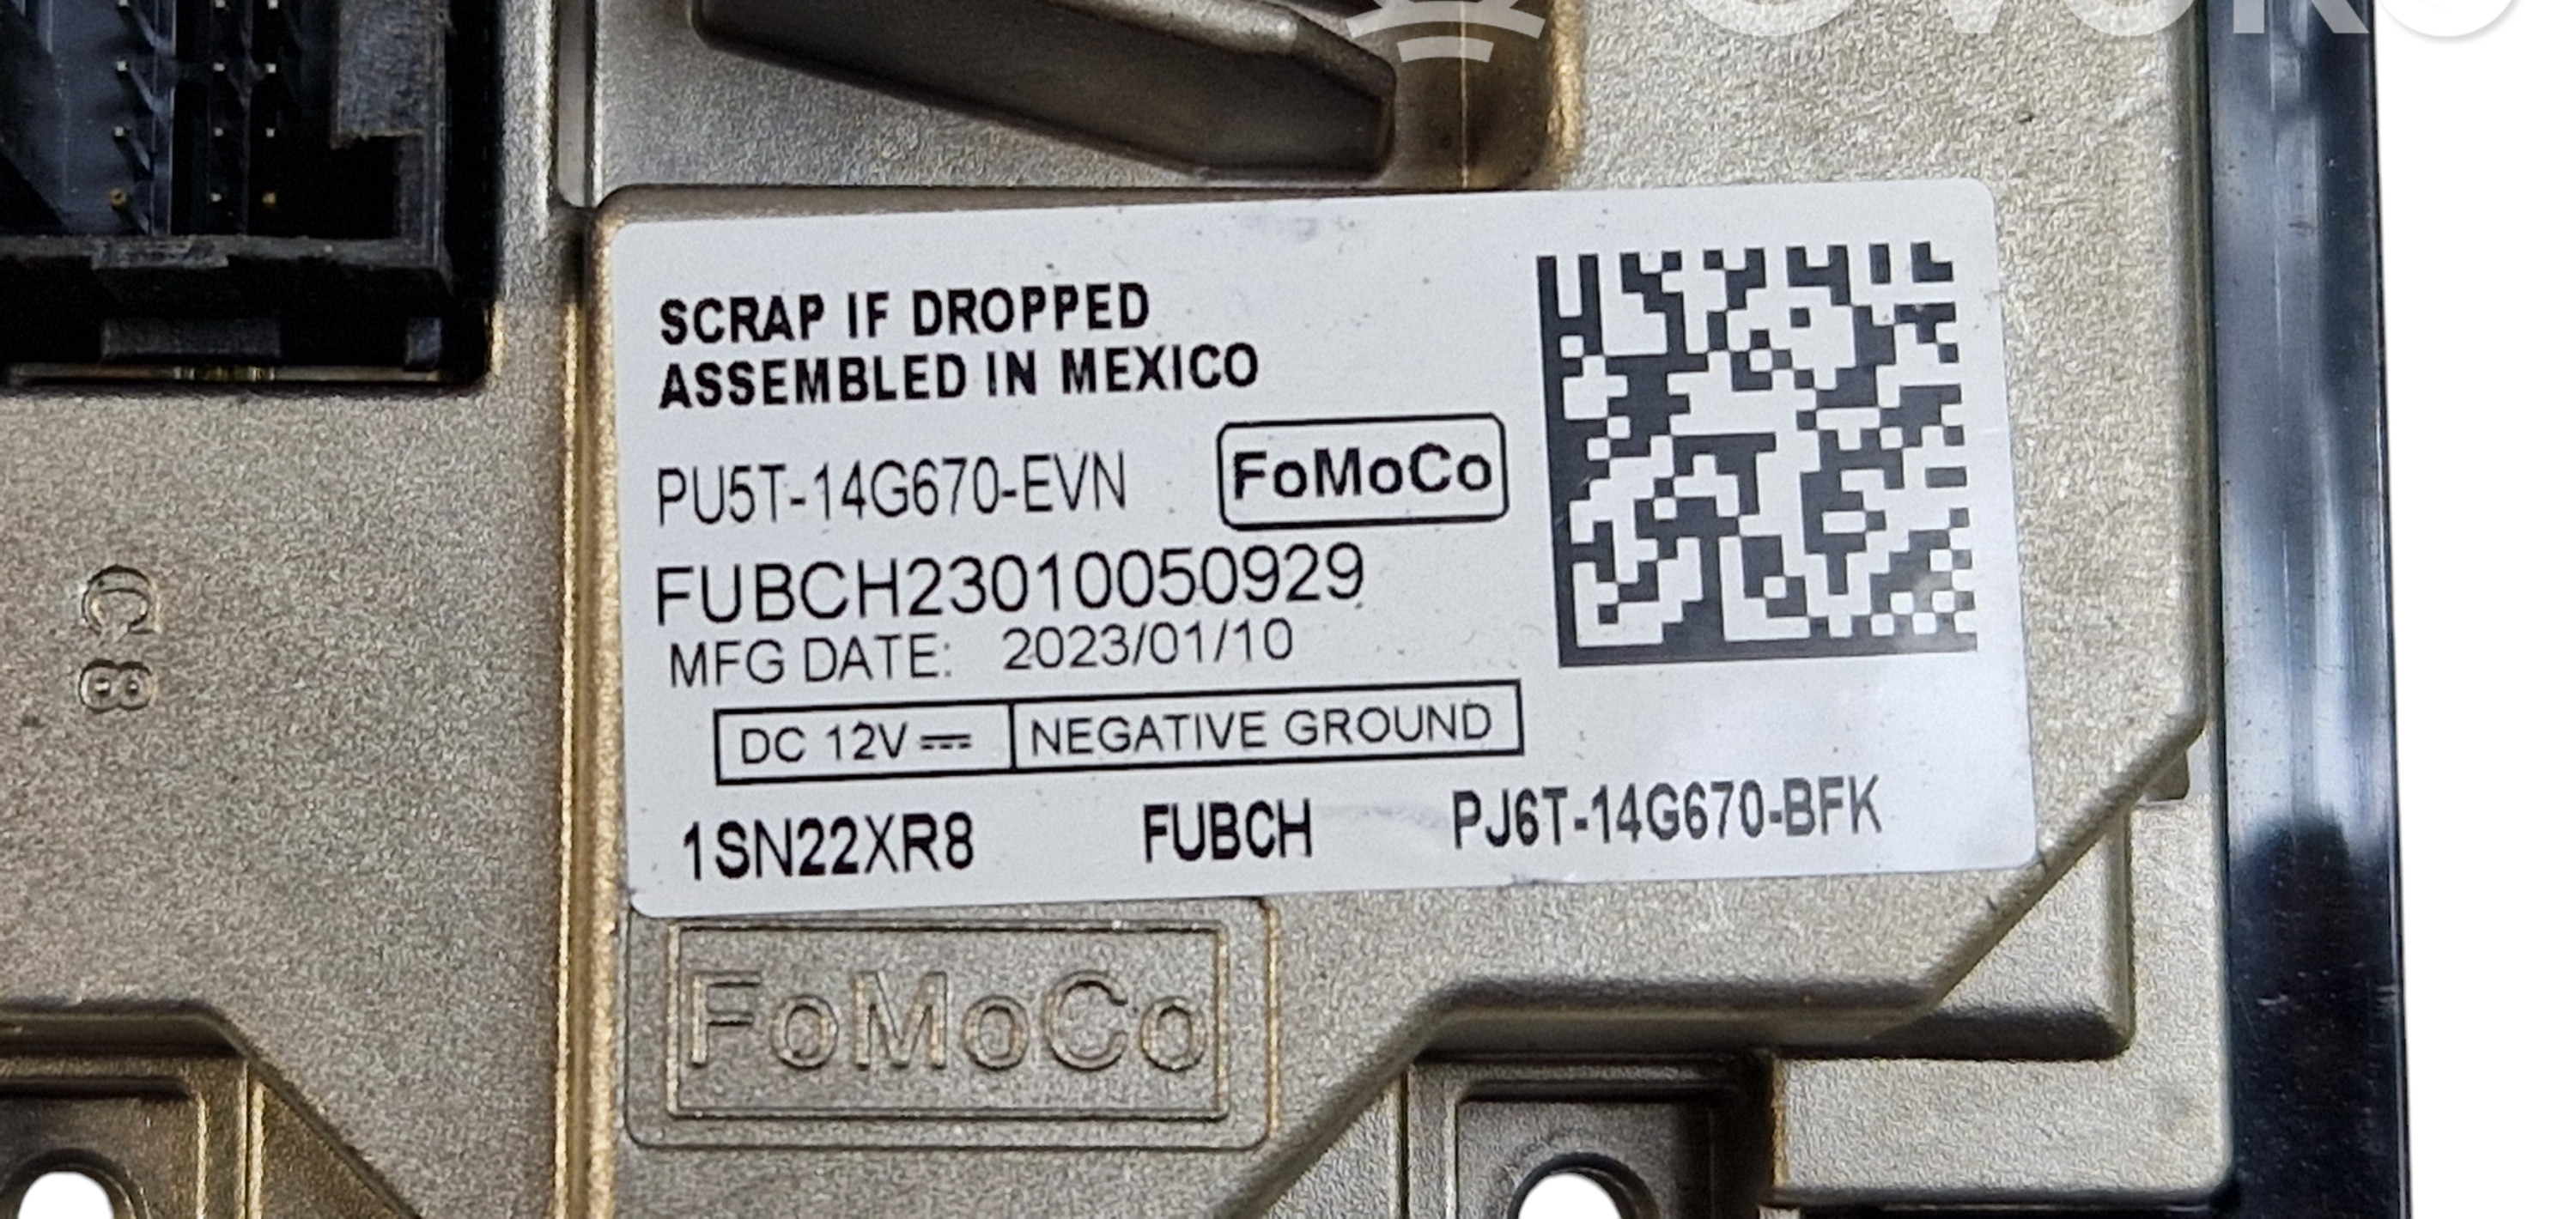 SCRAP IF DROPPED
ASSEMBLED IN MEXICO
PU5T-14G670-EVN FoMoCo
FUBCH23010050929
MFG DATE: 2023/01/10
DC 12V ⎓ NEGATIVE GROUND
1SN22XR8 FUBCH PJ6T-14G670-BFK
FoMoCo
C8